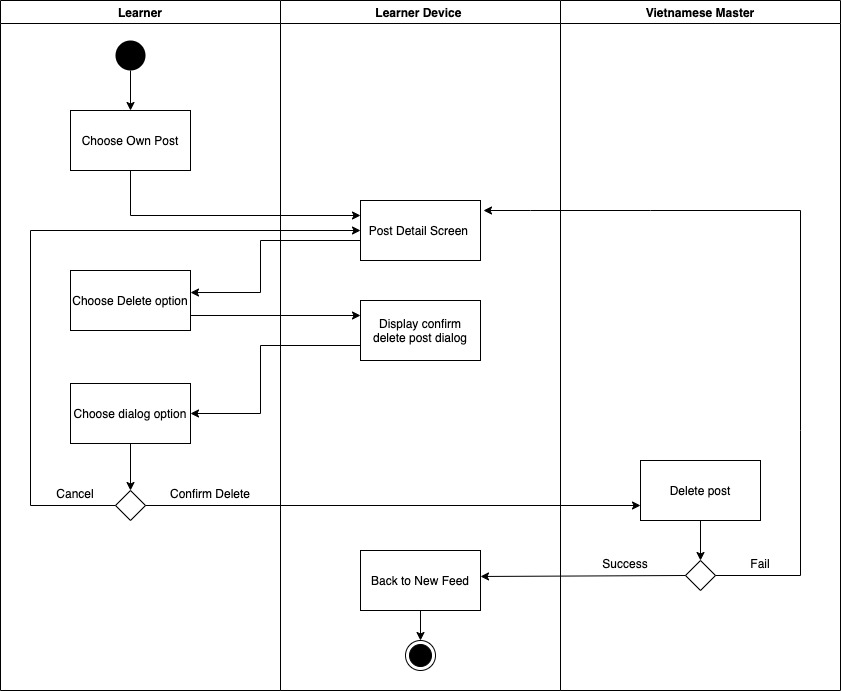 Learner
Learner Device
Vietnamese Master
Choose Own Post
Post Detail Screen
Choose Delete option
Display confirm
delete post dialog
Choose dialog option
Cancel
Confirm Delete
Delete post
Success
Fail
Back to New Feed